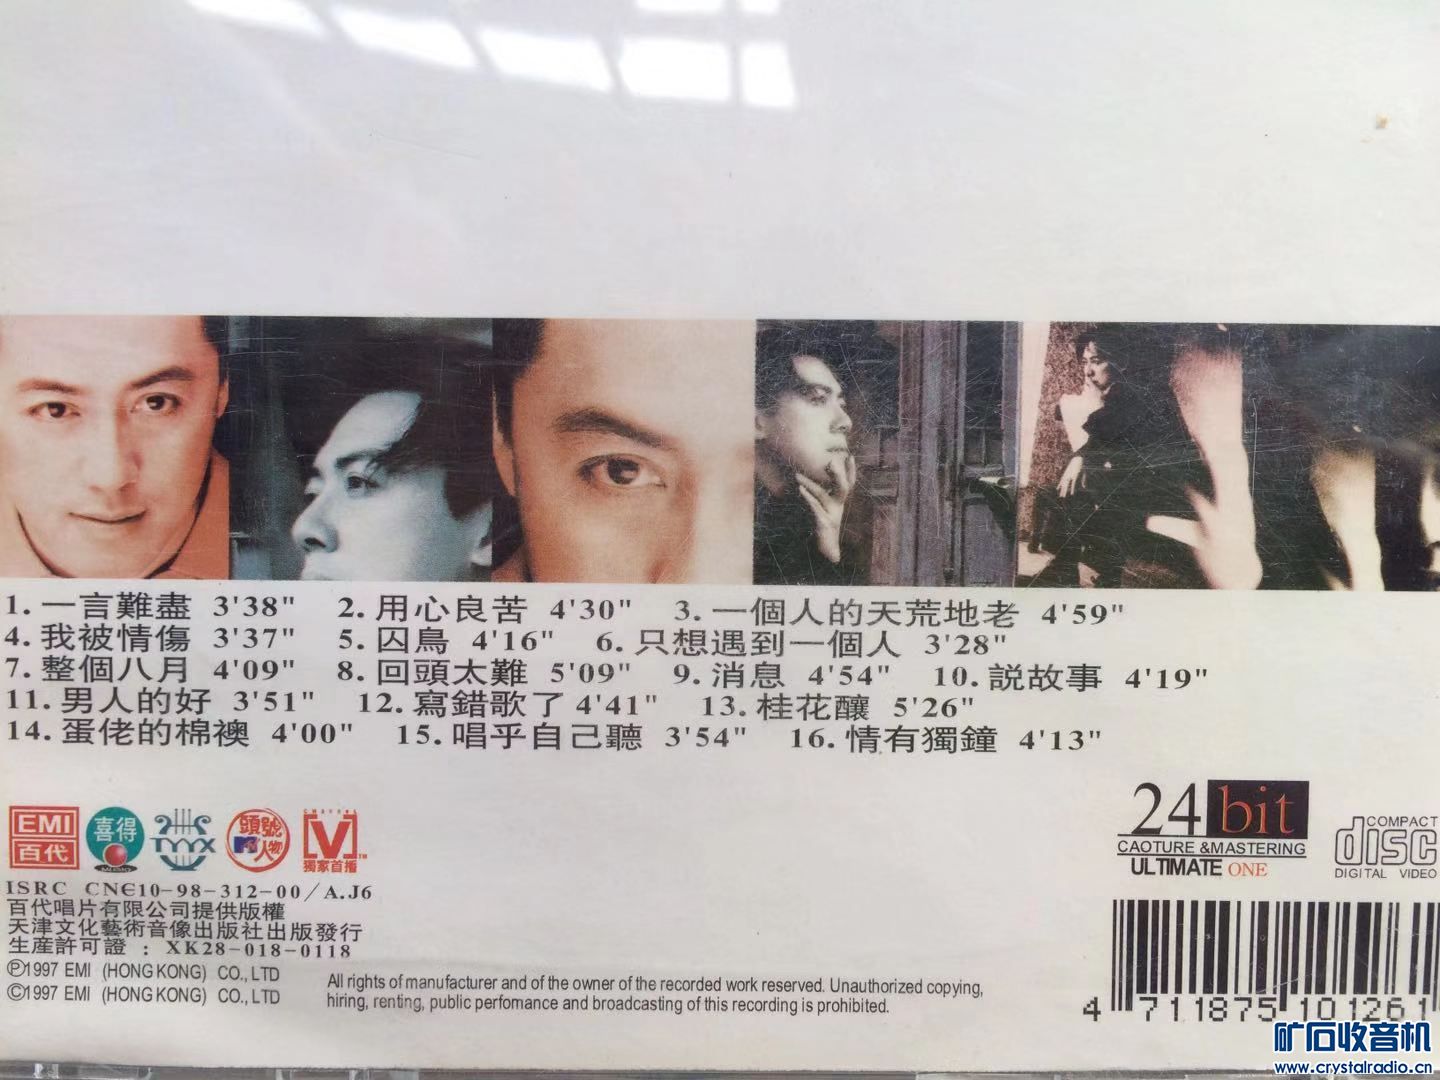 1.一言難盡 3'38" 2.用心良苦 4'30" 3.一個人的天荒地老 4'59"
4.我被情傷 3'37" 5.囚鳥 4'16" 6.只想遇到一個人 3'28"
7.整個八月 4'09" 8.回頭太難 5'09" 9.消息 4'54" 10.説故事 4'19"
11.男人的好 3'51" 12.寫錯歌了 4'41" 13.桂花釀 5'26"
14.蛋佬的棉襖 4'00" 15.唱乎自己聽 3'54" 16.情有獨鐘 4'13"
EMI
百代
喜得
頭號
人物
CHANNEL
[V]™
獨家首播
24bit
CAOTURE &MASTERING
ULTIMATE ONE
COMPACT
disc
DIGITAL VIDEO
ISRC CN∈10-98-312-00/A.J6
百代唱片有限公司提供版權
天津文化藝術音像出版社出版發行
生産許可證：XK28-018-0118
Ⓟ1997 EMI (HONG KONG) CO., LTD
©1997 EMI (HONG KONG) CO., LTD
All rights of manufacturer and of the owner of the recorded work reserved. Unauthorized copying,
hiring, renting, public perfomance and broadcasting of this recording is prohibited.
4 711875 101261
矿石收音机
www.crystalradio.cn